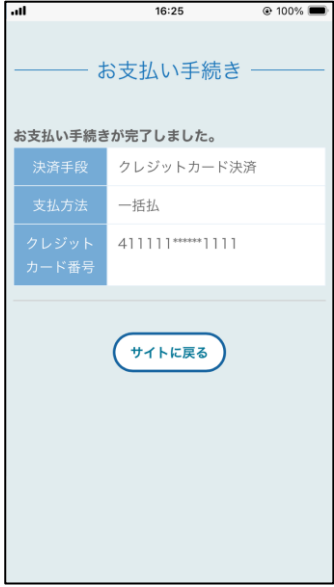 16:25
100%
お支払い手続き
お支払い手続きが完了しました。
決済手段 クレジットカード決済
支払方法 一括払
クレジット
カード番号
411111******1111
サイトに戻る